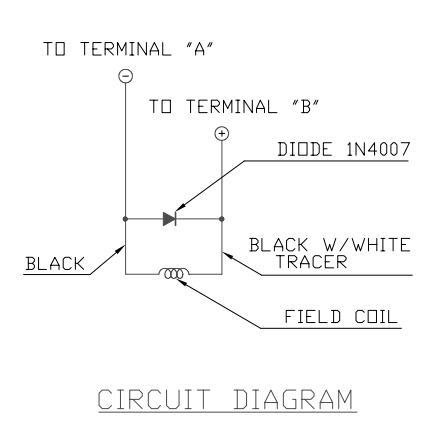 TO TERMINAL "A"
−
TO TERMINAL "B"
+
DIODE 1N4007
BLACK W/WHITE
TRACER
BLACK
FIELD COIL
CIRCUIT DIAGRAM